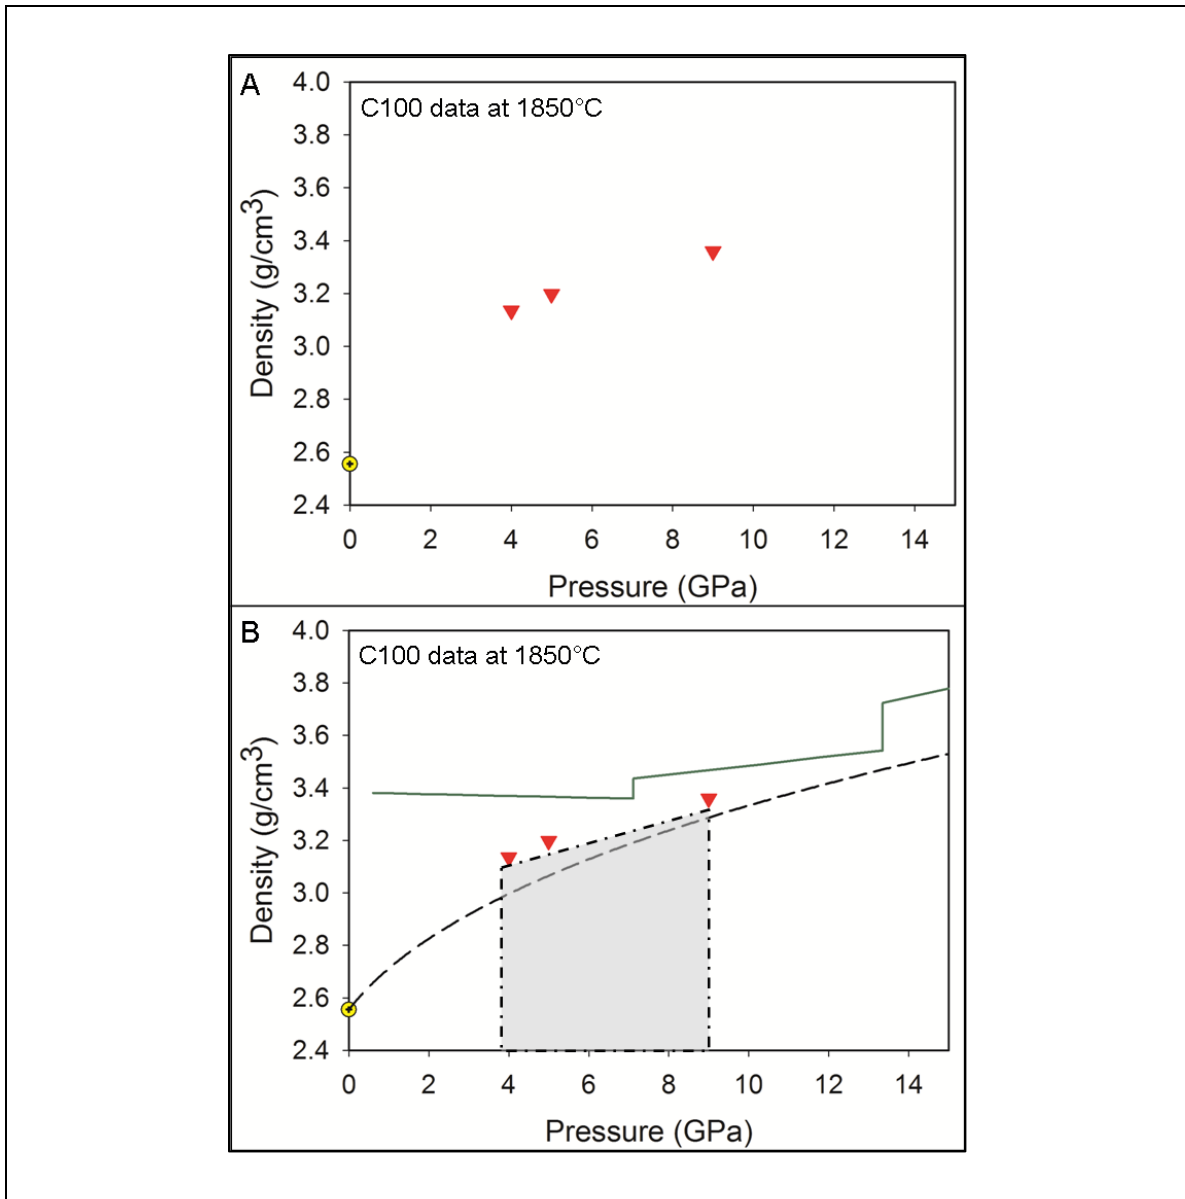 A
C100 data at 1850°C
4.0
3.8
3.6
3.4
3.2
3.0
2.8
2.6
2.4
Density (g/cm3)
0 2 4 6 8 10 12 14
Pressure (GPa)
B
C100 data at 1850°C
4.0
3.8
3.6
3.4
3.2
3.0
2.8
2.6
2.4
Density (g/cm3)
0 2 4 6 8 10 12 14
Pressure (GPa)